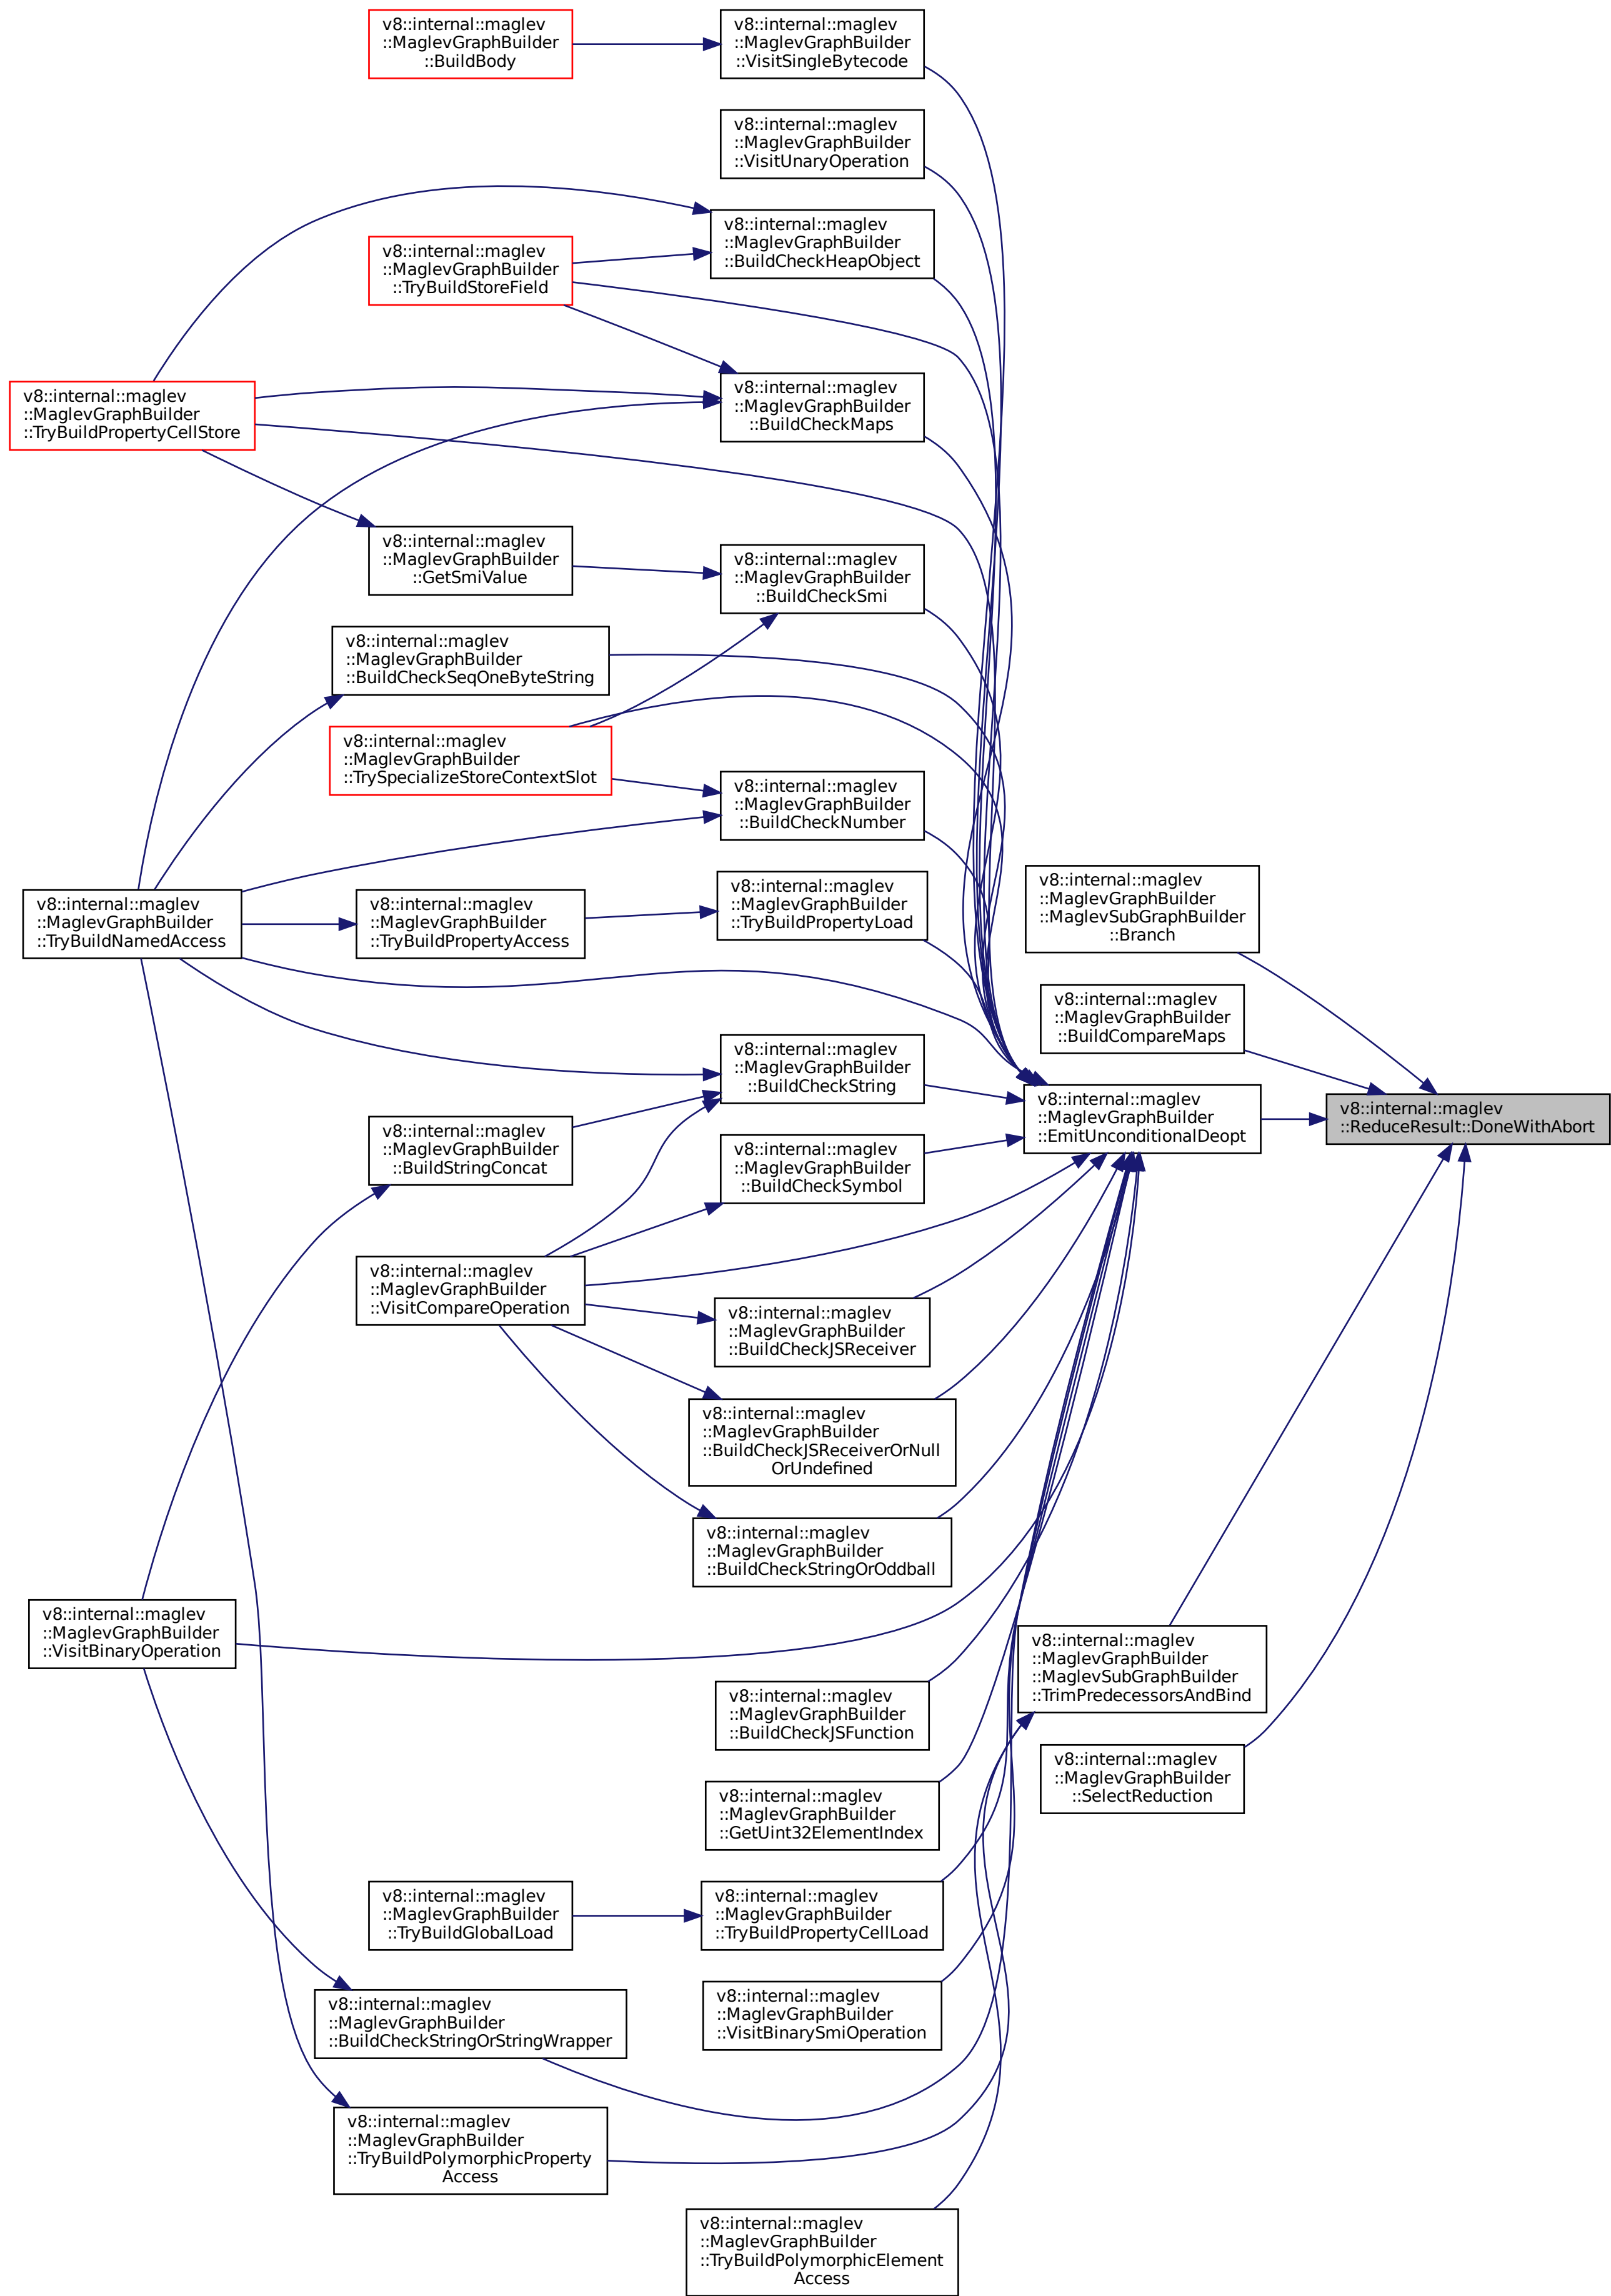 v8::internal::maglev
::MaglevGraphBuilder
::BuildBody
v8::internal::maglev
::MaglevGraphBuilder
::VisitSingleBytecode
v8::internal::maglev
::MaglevGraphBuilder
::VisitUnaryOperation
v8::internal::maglev
::MaglevGraphBuilder
::BuildCheckHeapObject
v8::internal::maglev
::MaglevGraphBuilder
::TryBuildStoreField
v8::internal::maglev
::MaglevGraphBuilder
::BuildCheckMaps
v8::internal::maglev
::MaglevGraphBuilder
::TryBuildPropertyCellStore
v8::internal::maglev
::MaglevGraphBuilder
::GetSmiValue
v8::internal::maglev
::MaglevGraphBuilder
::BuildCheckSmi
v8::internal::maglev
::MaglevGraphBuilder
::BuildCheckSeqOneByteString
v8::internal::maglev
::MaglevGraphBuilder
::TrySpecializeStoreContextSlot
v8::internal::maglev
::MaglevGraphBuilder
::BuildCheckNumber
v8::internal::maglev
::MaglevGraphBuilder
::TryBuildNamedAccess
v8::internal::maglev
::MaglevGraphBuilder
::TryBuildPropertyAccess
v8::internal::maglev
::MaglevGraphBuilder
::TryBuildPropertyLoad
v8::internal::maglev
::MaglevGraphBuilder
::MaglevSubGraphBuilder
::Branch
v8::internal::maglev
::MaglevGraphBuilder
::BuildCompareMaps
v8::internal::maglev
::MaglevGraphBuilder
::BuildCheckString
v8::internal::maglev
::MaglevGraphBuilder
::EmitUnconditionalDeopt
v8::internal::maglev
::ReduceResult::DoneWithAbort
v8::internal::maglev
::MaglevGraphBuilder
::BuildStringConcat
v8::internal::maglev
::MaglevGraphBuilder
::BuildCheckSymbol
v8::internal::maglev
::MaglevGraphBuilder
::VisitCompareOperation
v8::internal::maglev
::MaglevGraphBuilder
::BuildCheckJSReceiver
v8::internal::maglev
::MaglevGraphBuilder
::BuildCheckJSReceiverOrNull
OrUndefined
v8::internal::maglev
::MaglevGraphBuilder
::BuildCheckStringOrOddball
v8::internal::maglev
::MaglevGraphBuilder
::VisitBinaryOperation
v8::internal::maglev
::MaglevGraphBuilder
::MaglevSubGraphBuilder
::TrimPredecessorsAndBind
v8::internal::maglev
::MaglevGraphBuilder
::BuildCheckJSFunction
v8::internal::maglev
::MaglevGraphBuilder
::SelectReduction
v8::internal::maglev
::MaglevGraphBuilder
::GetUint32ElementIndex
v8::internal::maglev
::MaglevGraphBuilder
::TryBuildGlobalLoad
v8::internal::maglev
::MaglevGraphBuilder
::TryBuildPropertyCellLoad
v8::internal::maglev
::MaglevGraphBuilder
::VisitBinarySmiOperation
v8::internal::maglev
::MaglevGraphBuilder
::BuildCheckStringOrStringWrapper
v8::internal::maglev
::MaglevGraphBuilder
::TryBuildPolymorphicProperty
Access
v8::internal::maglev
::MaglevGraphBuilder
::TryBuildPolymorphicElement
Access